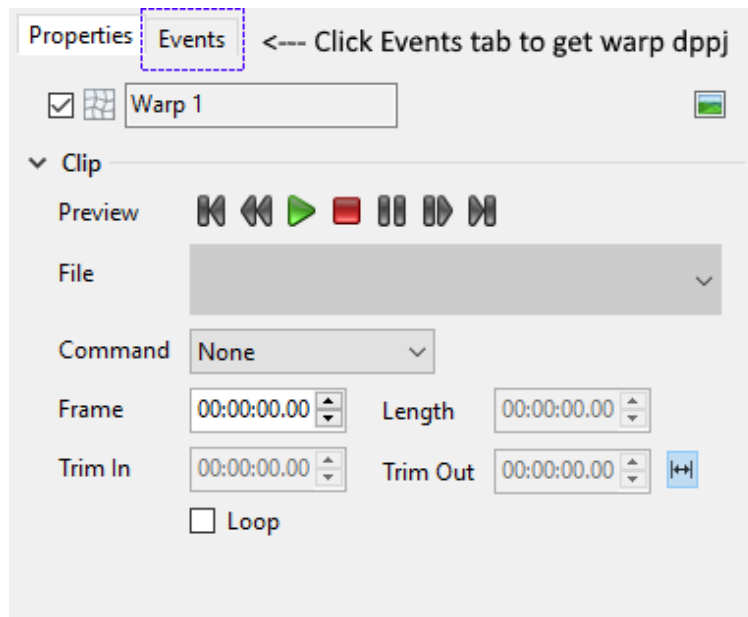 Properties Events <--- Click Events tab to get warp dppj
Warp 1
Clip
Preview
File
Command None
Frame 00:00:00.00 Length 00:00:00.00
Trim In 00:00:00.00 Trim Out 00:00:00.00
Loop